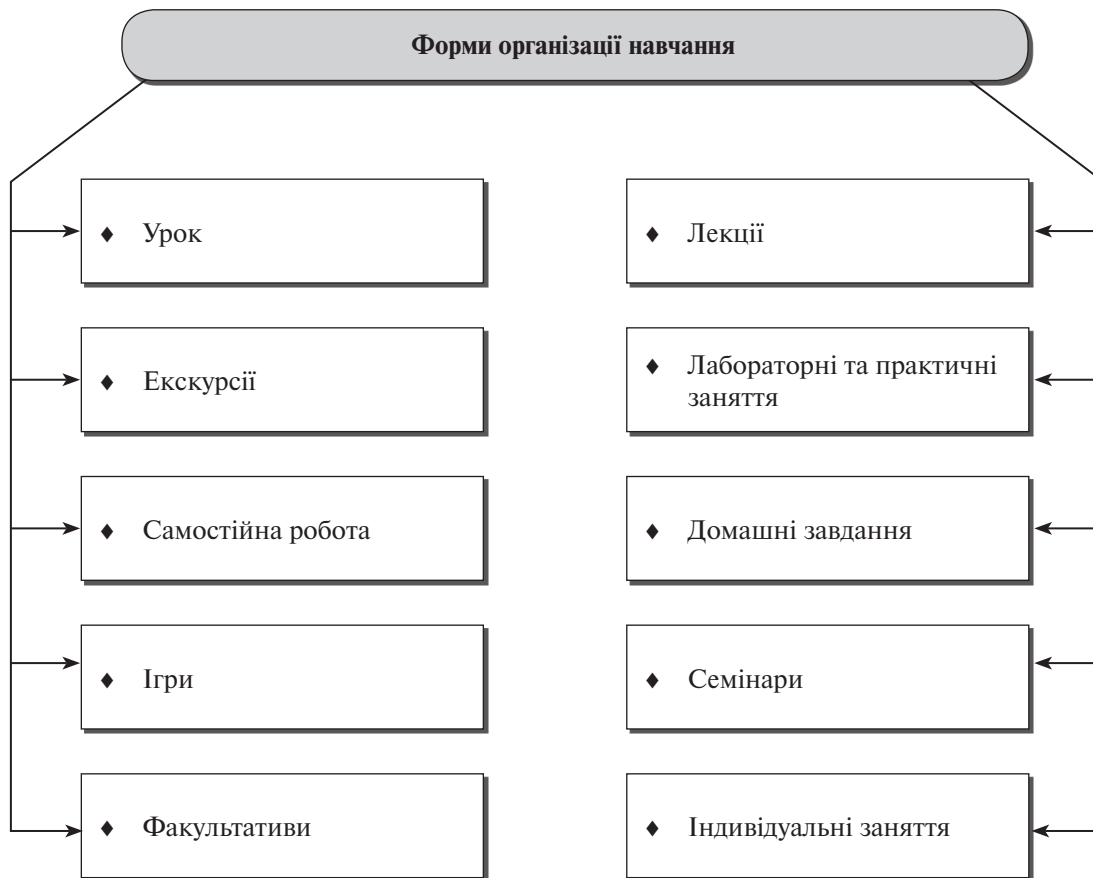 Форми організації навчання
♦ Урок
♦ Лекції
♦ Екскурсії
♦ Лабораторні та практичні
заняття
♦ Самостійна робота
♦ Домашні завдання
♦ Ігри
♦ Семінари
♦ Факультативи
♦ Індивідуальні заняття